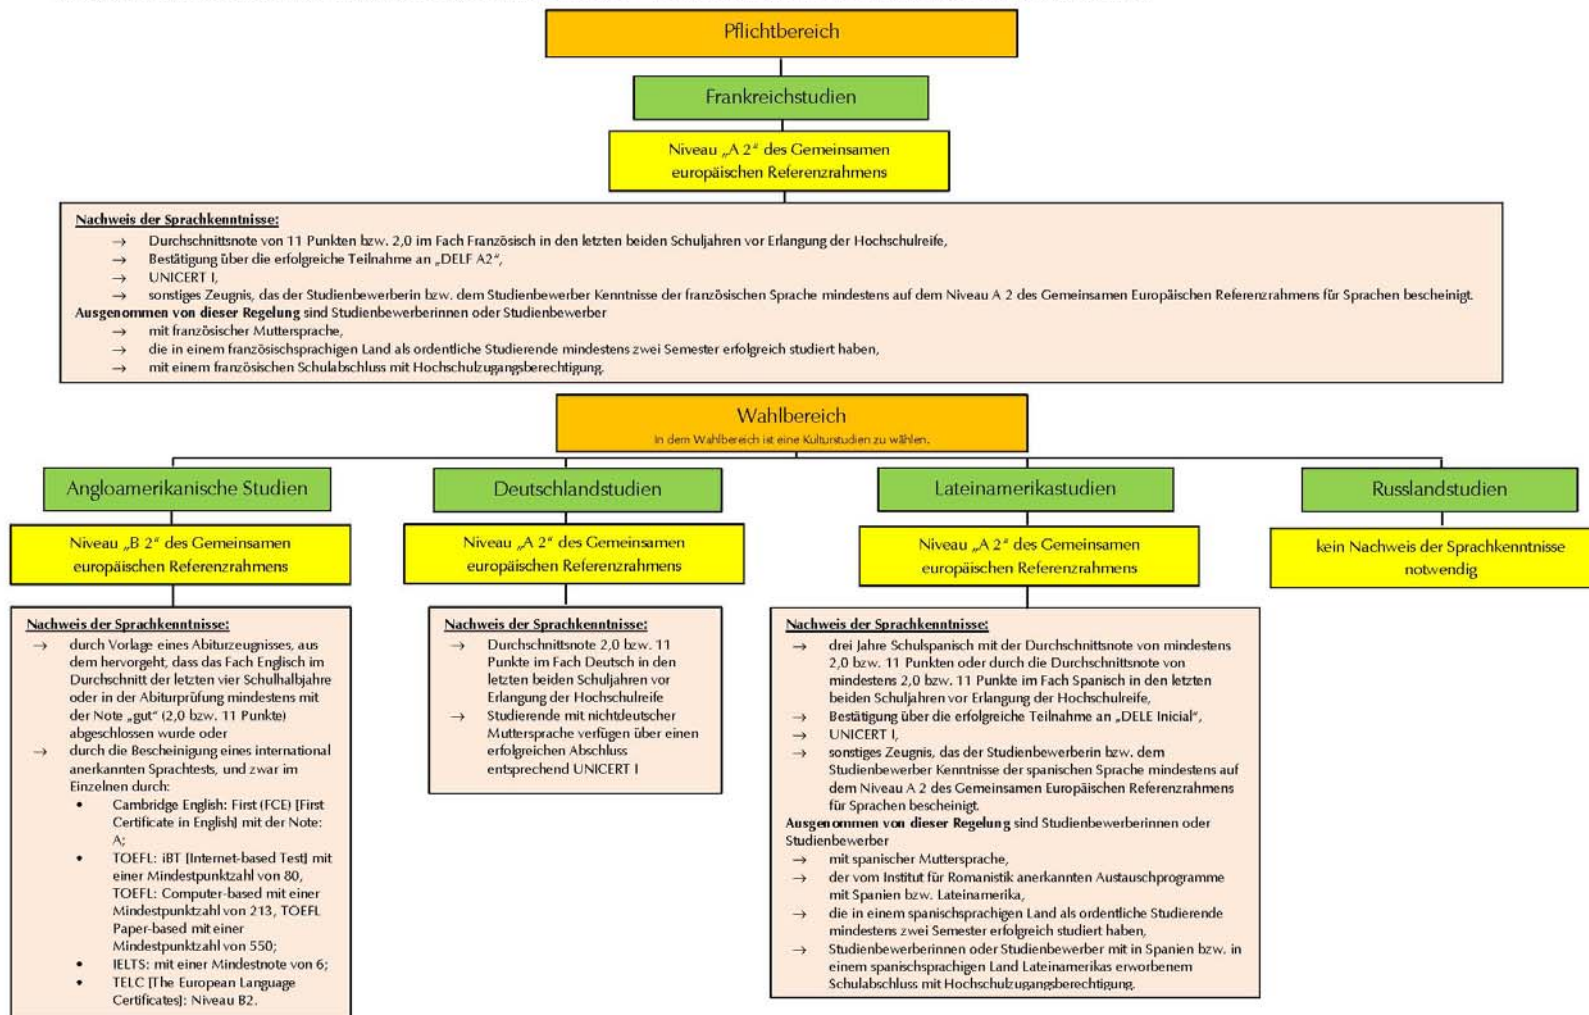 Pflichtbereich
Frankreichstudien
Niveau „A 2“ des Gemeinsamen
europäischen Referenzrahmens
Nachweis der Sprachkenntnisse:
→ Durchschnittsnote von 11 Punkten bzw. 2,0 im Fach Französisch in den letzten beiden Schuljahren vor Erlangung der Hochschulreife,
→ Bestätigung über die erfolgreiche Teilnahme an „DELF A2“,
→ UNICERT I,
→ sonstiges Zeugnis, das der Studienbewerberin bzw. dem Studienbewerber Kenntnisse der französischen Sprache mindestens auf dem Niveau A 2 des Gemeinsamen Europäischen Referenzrahmens für Sprachen bescheinigt.
Ausgenommen von dieser Regelung sind Studienbewerberinnen oder Studienbewerber
→ mit französischer Muttersprache,
→ die in einem französischsprachigen Land als ordentliche Studierende mindestens zwei Semester erfolgreich studiert haben,
→ mit einem französischen Schulabschluss mit Hochschulzugangsberechtigung.
Wahlbereich
In dem Wahlbereich ist eine Kulturstudien zu wählen.
Angloamerikanische Studien
Niveau „B 2“ des Gemeinsamen
europäischen Referenzrahmens
Nachweis der Sprachkenntnisse:
→ durch Vorlage eines Abiturzeugnisses, aus
dem hervorgeht, dass das Fach Englisch im
Durchschnitt der letzten vier Schulhalbjahre
oder in der Abiturprüfung mindestens mit
der Note „gut“ (2,0 bzw. 11 Punkte)
abgeschlossen wurde oder
→ durch die Bescheinigung eines international
anerkannten Sprachtests, und zwar im
Einzelnen durch:
• Cambridge English: First (FCE) [First
Certificate in English] mit der Note:
A;
• TOEFL: iBT [Internet-based Test] mit
einer Mindestpunktzahl von 80,
TOEFL: Computer-based mit einer
Mindestpunktzahl von 213, TOEFL
Paper-based mit einer
Mindestpunktzahl von 550;
• IELTS: mit einer Mindestnote von 6;
• TELC [The European Language
Certificates]: Niveau B2.
Deutschlandstudien
Niveau „A 2“ des Gemeinsamen
europäischen Referenzrahmens
Nachweis der Sprachkenntnisse:
→ Durchschnittsnote 2,0 bzw. 11
Punkte im Fach Deutsch in den
letzten beiden Schuljahren vor
Erlangung der Hochschulreife
→ Studierende mit nichtdeutscher
Muttersprache verfügen über einen
erfolgreichen Abschluss
entsprechend UNICERT I
Lateinamerikastudien
Niveau „A 2“ des Gemeinsamen
europäischen Referenzrahmens
Nachweis der Sprachkenntnisse:
→ drei Jahre Schulspanisch mit der Durchschnittsnote von mindestens
2,0 bzw. 11 Punkten oder durch die Durchschnittsnote von
mindestens 2,0 bzw. 11 Punkte im Fach Spanisch in den letzten
beiden Schuljahren vor Erlangung der Hochschulreife,
→ Bestätigung über die erfolgreiche Teilnahme an „DELE Inicial“,
→ UNICERT I,
→ sonstiges Zeugnis, das der Studienbewerberin bzw. dem
Studienbewerber Kenntnisse der spanischen Sprache mindestens auf
dem Niveau A 2 des Gemeinsamen Europäischen Referenzrahmens
für Sprachen bescheinigt.
Ausgenommen von dieser Regelung sind Studienbewerberinnen oder
Studienbewerber
→ mit spanischer Muttersprache,
→ der vom Institut für Romanistik anerkannten Austauschprogramme
mit Spanien bzw. Lateinamerika,
→ die in einem spanischsprachigen Land als ordentliche Studierende
mindestens zwei Semester erfolgreich studiert haben,
→ Studienbewerberinnen oder Studienbewerber mit in Spanien bzw. in
einem spanischsprachigen Land Lateinamerikas erworbenem
Schulabschluss mit Hochschulzugangsberechtigung.
Russlandstudien
kein Nachweis der Sprachkenntnisse
notwendig